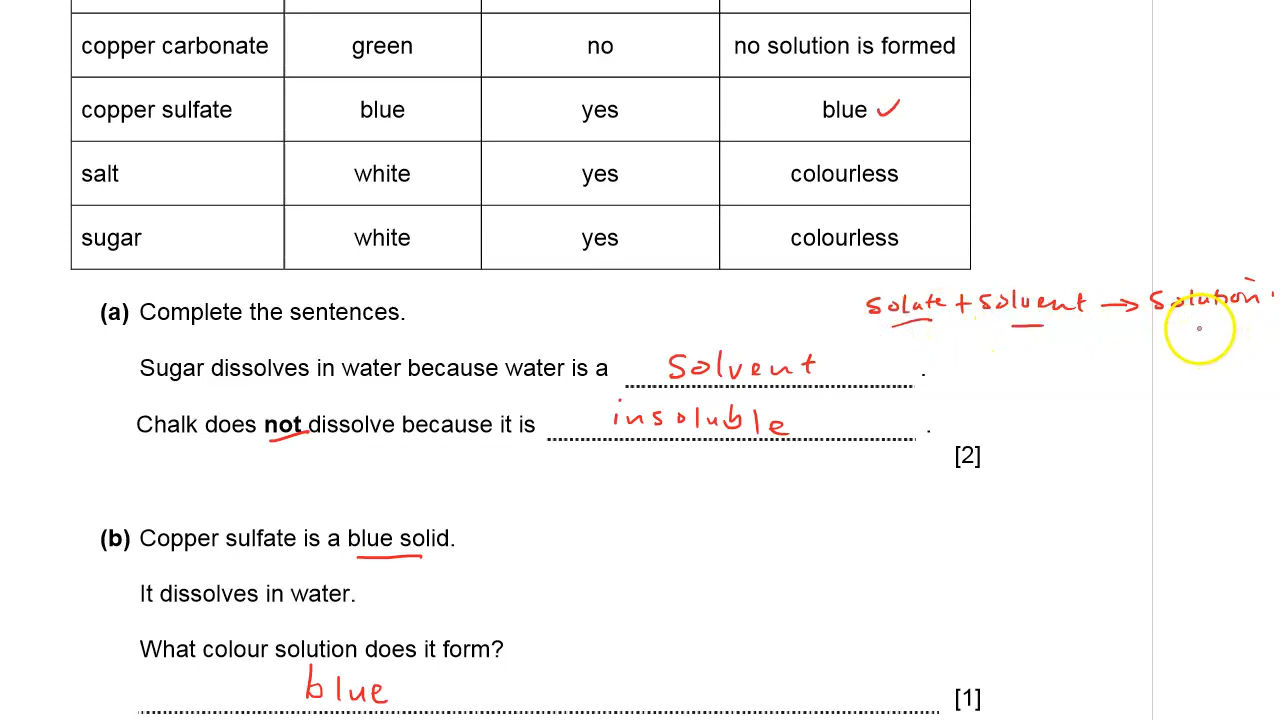 copper carbonate green no no solution is formed
copper sulfate blue yes blue ✓
salt white yes colourless
sugar white yes colourless
(a) Complete the sentences.
solate + solvent → solution
Sugar dissolves in water because water is a solvent .
Chalk does not dissolve because it is insoluble .
[2]
(b) Copper sulfate is a blue solid.
It dissolves in water.
What colour solution does it form?
blue [1]